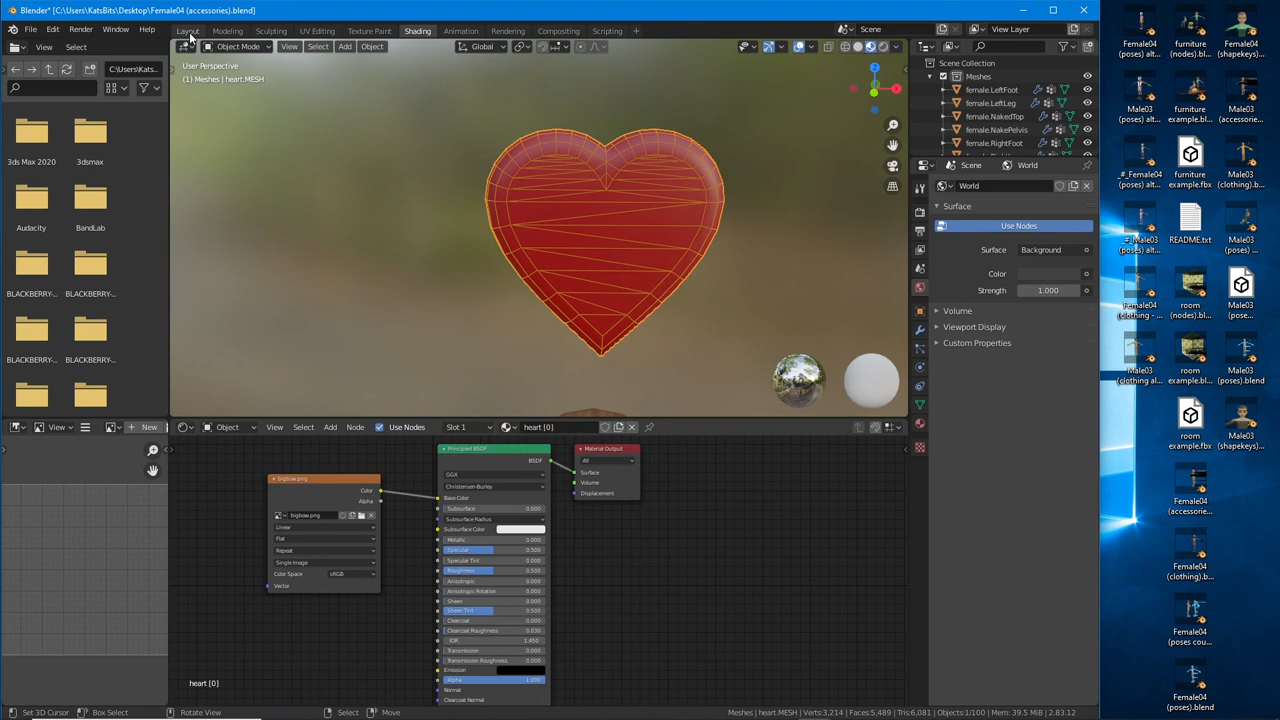 Blender* [C:\Users\KatsBits\Desktop\Female04 (accessories).blend]
File Edit Render Window Help
Layout Modeling Sculpting UV Editing Texture Paint Shading Animation Rendering Compositing Scripting
Scene
View Layer
View Select
C:\Users\Kats...
3ds Max 2020
3dsmax
Audacity
BandLab
BLACKBERRY-...
BLACKBERRY-...
BLACKBERRY-...
BLACKBERRY-...
Object Mode View Select Add Object
Global
User Perspective
(1) Meshes | heart.MESH
Z
X
Scene Collection
Meshes
female.LeftFoot
female.LeftLeg
female.NakedTop
female.NakePelvis
female.RightFoot
Scene
World
World
Surface
Use Nodes
Surface Background
Color
Strength 1.000
Volume
Viewport Display
Custom Properties
View
New
Object View Select Add Node Use Nodes Slot 1 heart [0]
bigbow.png
Color
Alpha
bigbow.png
Linear
Flat
Repeat
Single Image
Color Space sRGB
Vector
Principled BSDF
BSDF
GGX
Christensen-Burley
Base Color
Subsurface 0.000
Subsurface Radius
Subsurface Color
Metallic 0.000
Specular 0.500
Specular Tint 0.000
Roughness 0.500
Anisotropic 0.000
Anisotropic Rotation 0.000
Sheen 0.000
Sheen Tint 0.500
Clearcoat 0.000
Clearcoat Roughness 0.030
IOR 1.450
Transmission 0.000
Transmission Roughness 0.000
Emission
Alpha 1.000
Normal
Clearcoat Normal
Material Output
All
Surface
Volume
Displacement
heart [0]
Set 3D Cursor Box Select Rotate View Select Move
Meshes | heart.MESH | Verts:3,214 | Faces:5,489 | Tris:6,081 | Objects:1/100 | Mem: 39.5 MiB | 2.83.12
Female04
(poses) alt...
furniture
(nodes).bl...
Female04
(shapekeys)
Male03
(poses) alt...
furniture
example.bl...
Male03
(accessorie...
_#_Female04
(poses) alt...
furniture
example.fbx
Male03
(clothing).b...
_#_Male03
(poses) alt...
README.txt
Male03
(poses) ...
Female04
(clothing - ...
room
(nodes).bl...
Male03
(pose...
Male03
(clothing al...
room
example.bl...
Male03
(poses).blend
room
example.fbx
Female04
(accessorie...
Female04
(clothing)...
Female04
(poses cou...
Female04
(poses).blend